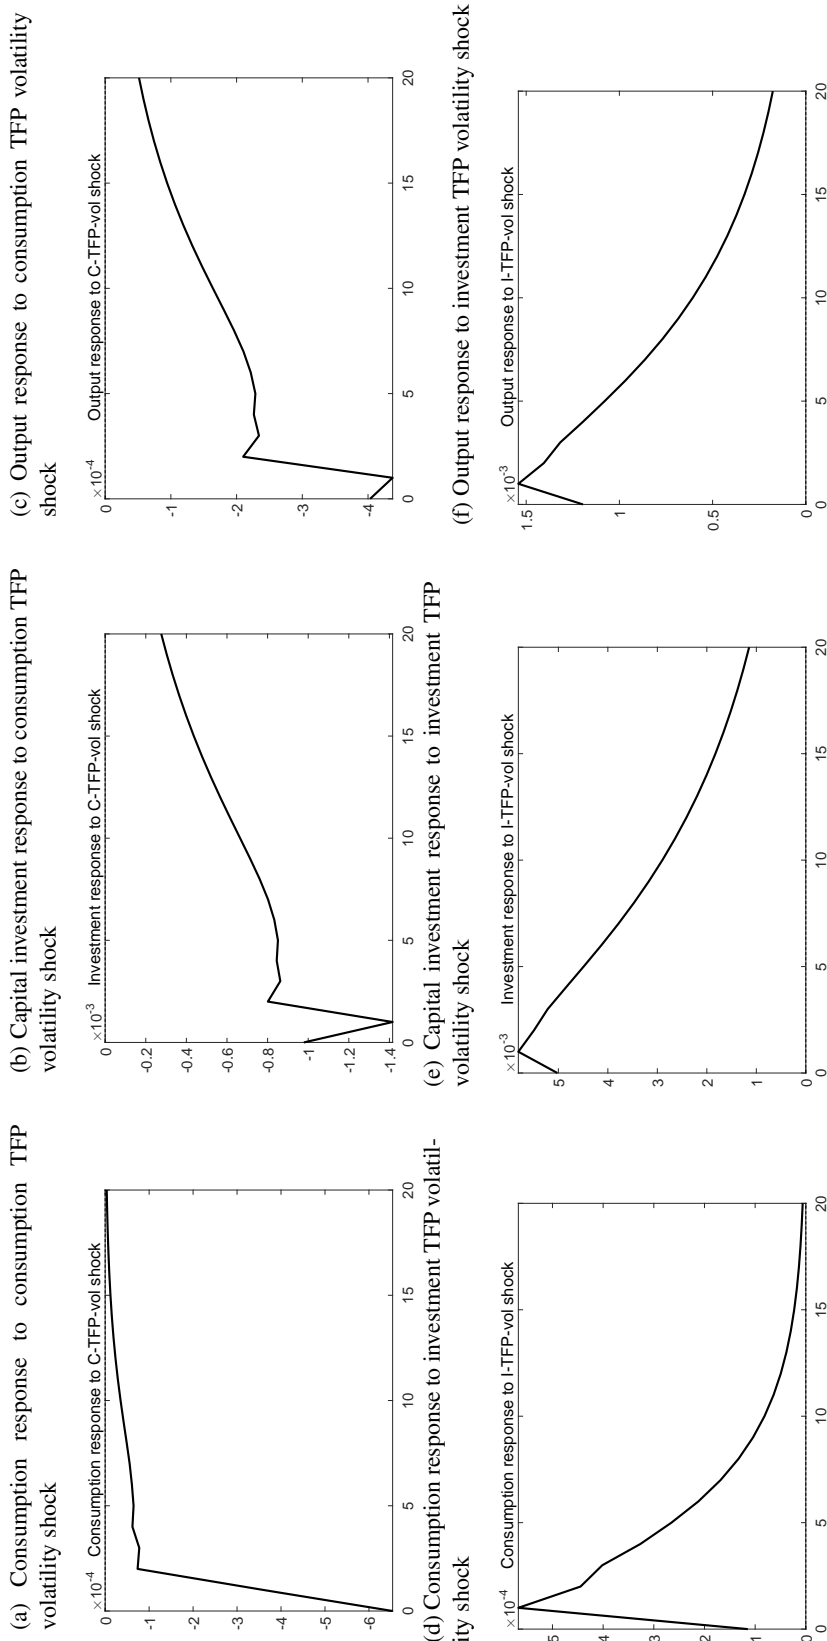 (a) Consumption response to consumption TFP
volatility shock
×10-4 Consumption response to C-TFP-vol shock
0
-1
-2
-3
-4
-5
-6
0 5 10 15 20
(b) Capital investment response to consumption TFP
volatility shock
×10-3 Investment response to C-TFP-vol shock
0
-0.2
-0.4
-0.6
-0.8
-1
-1.2
-1.4
0 5 10 15 20
(c) Output response to consumption TFP volatility
shock
×10-4 Output response to C-TFP-vol shock
0
-1
-2
-3
-4
0 5 10 15 20
(d) Consumption response to investment TFP volatil-
ity shock
×10-4 Consumption response to I-TFP-vol shock
5
4
3
2
1
0
0 5 10 15 20
(e) Capital investment response to investment TFP
volatility shock
×10-3 Investment response to I-TFP-vol shock
5
4
3
2
1
0
0 5 10 15 20
(f) Output response to investment TFP volatility shock
×10-3 Output response to I-TFP-vol shock
1.5
1
0.5
0
0 5 10 15 20